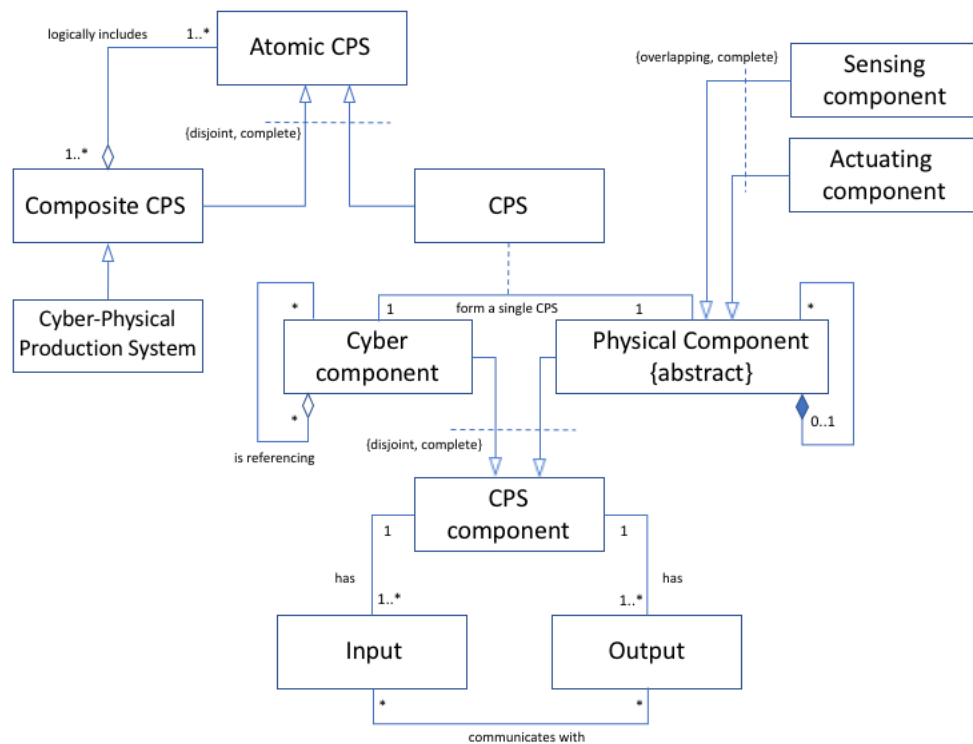 logically includes
1..*
Atomic CPS
{overlapping, complete}
Sensing
component
{disjoint, complete}
1..*
Actuating
component
Composite CPS
CPS
Cyber-Physical
Production System
*
1
form a single CPS
1
*
Cyber
component
Physical Component
{abstract}
*
0..1
is referencing
{disjoint, complete}
CPS
component
1
1
has
has
1..*
1..*
Input
Output
*
*
communicates with